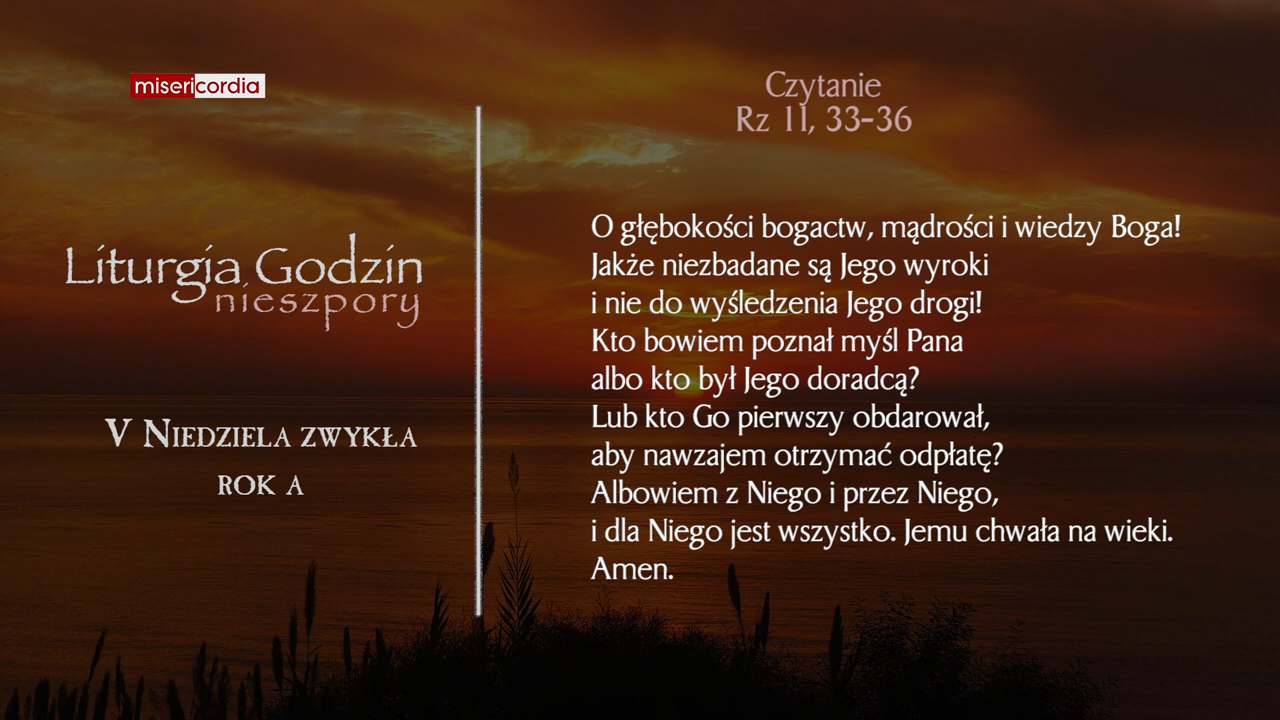 misericordia
Liturgia Godzin
nieszpory
V Niedziela zwykła
rok A
Czytanie
Rz 11, 33-36
O głębokości bogactw, mądrości i wiedzy Boga!
Jakże niezbadane są Jego wyroki
i nie do wyśledzenia Jego drogi!
Kto bowiem poznał myśl Pana
albo kto był Jego doradcą?
Lub kto Go pierwszy obdarował,
aby nawzajem otrzymać odpłatę?
Albowiem z Niego i przez Niego,
i dla Niego jest wszystko. Jemu chwała na wieki.
Amen.